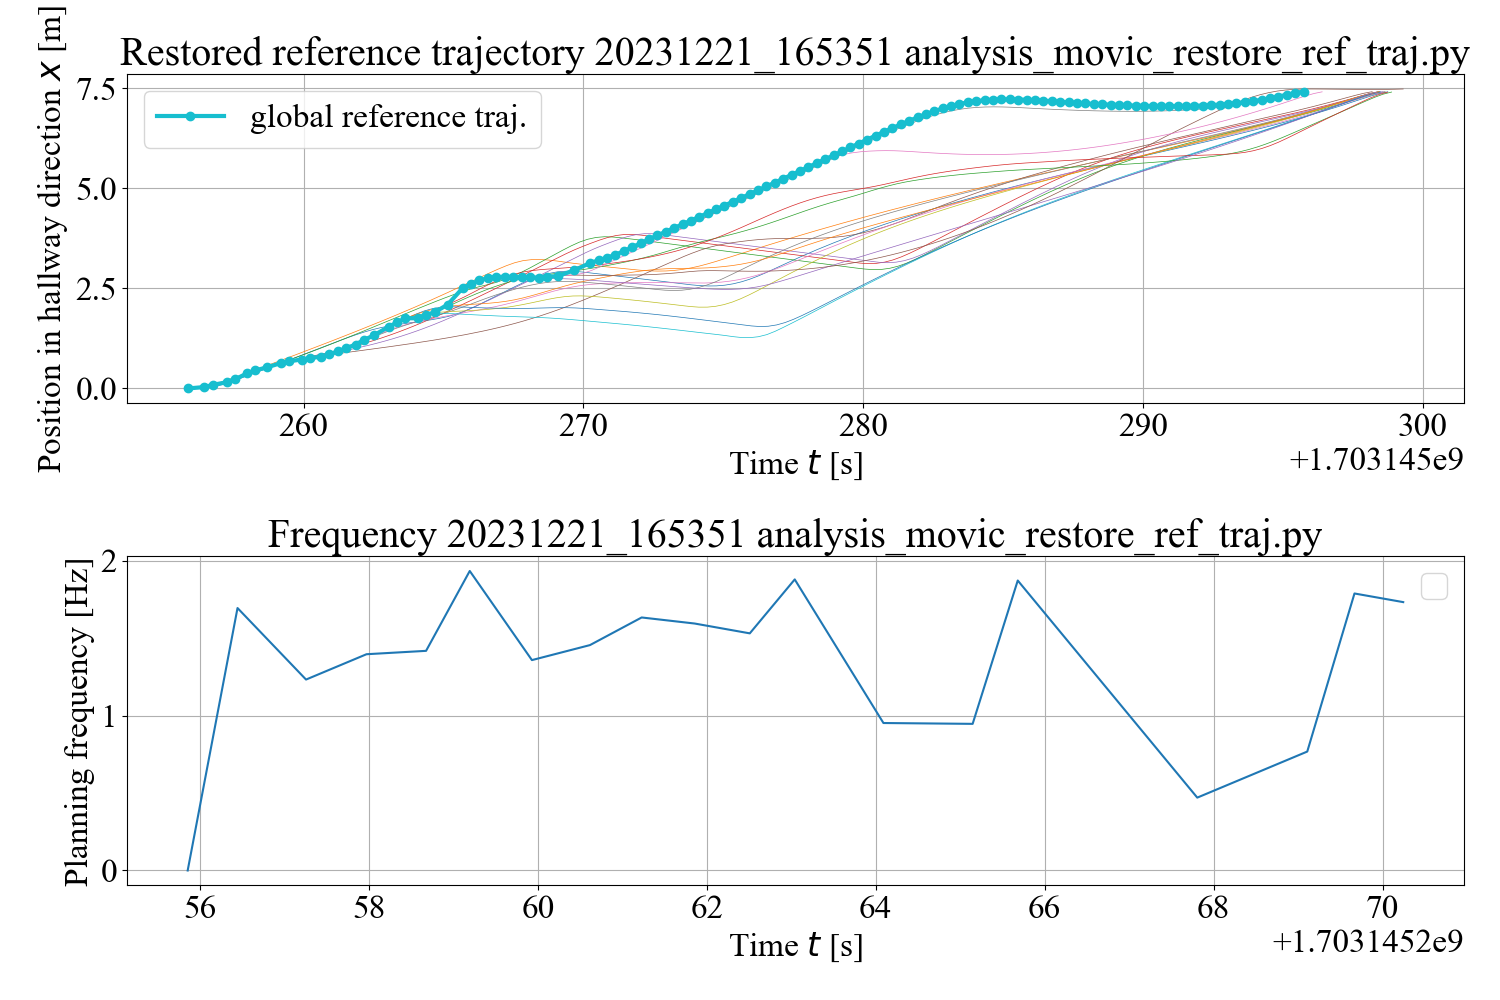 Restored reference trajectory 20231221_165351 analysis_movic_restore_ref_traj.py
Position in hallway direction x [m]
7.5
5.0
2.5
0.0
global reference traj.
260 270 280 290 300
Time t [s]
+1.703145e9
Frequency 20231221_165351 analysis_movic_restore_ref_traj.py
Planning frequency [Hz]
2
1
0
56 58 60 62 64 66 68 70
Time t [s]
+1.7031452e9